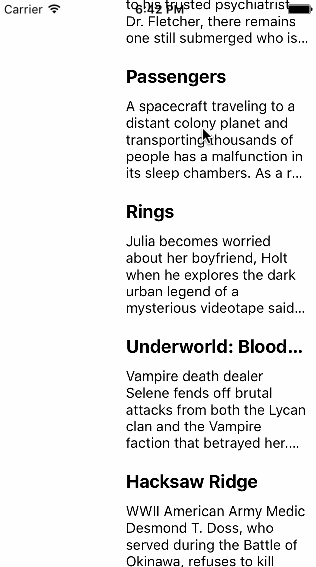 Carrier 6:42 PM
to his trusted psychiatrist
Dr. Fletcher, there remains
one still submerged who is...
Passengers
A spacecraft traveling to a
distant colony planet and
transporting thousands of
people has a malfunction in
its sleep chambers. As a r...
Rings
Julia becomes worried
about her boyfriend, Holt
when he explores the dark
urban legend of a
mysterious videotape said...
Underworld: Blood...
Vampire death dealer
Selene fends off brutal
attacks from both the Lycan
clan and the Vampire
faction that betrayed her....
Hacksaw Ridge
WWII American Army Medic
Desmond T. Doss, who
served during the Battle of
Okinawa, refuses to kill